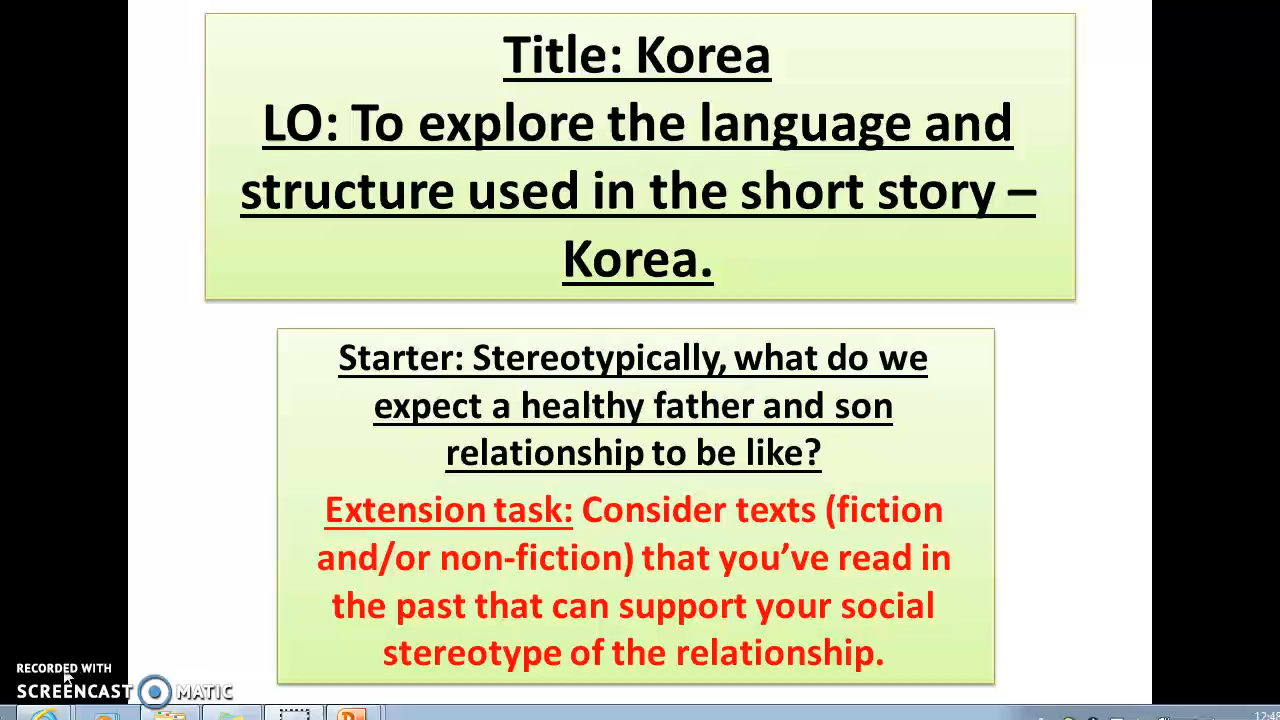 Title: Korea
LO: To explore the language and
structure used in the short story –
Korea.
Starter: Stereotypically, what do we
expect a healthy father and son
relationship to be like?
Extension task: Consider texts (fiction
and/or non-fiction) that you’ve read in
the past that can support your social
stereotype of the relationship.
RECORDED WITH
SCREENCAST MATIC